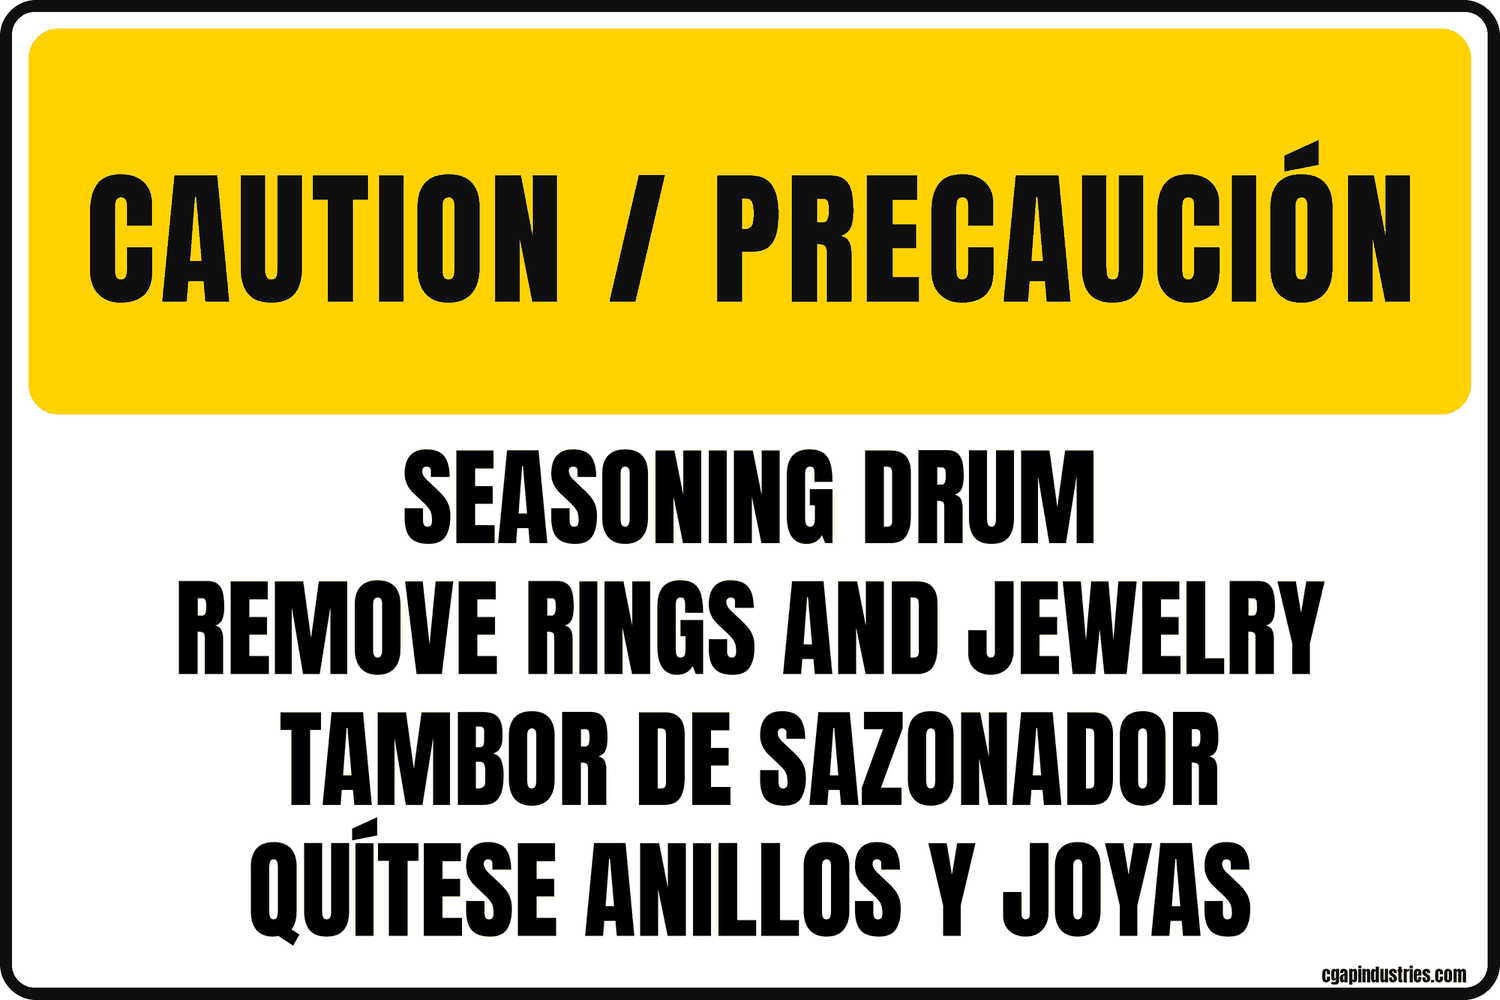 CAUTION / PRECAUCIÓN
SEASONING DRUM
REMOVE RINGS AND JEWELRY
TAMBOR DE SAZONADOR
QUÍTESE ANILLOS Y JOYAS
cgapindustries.com